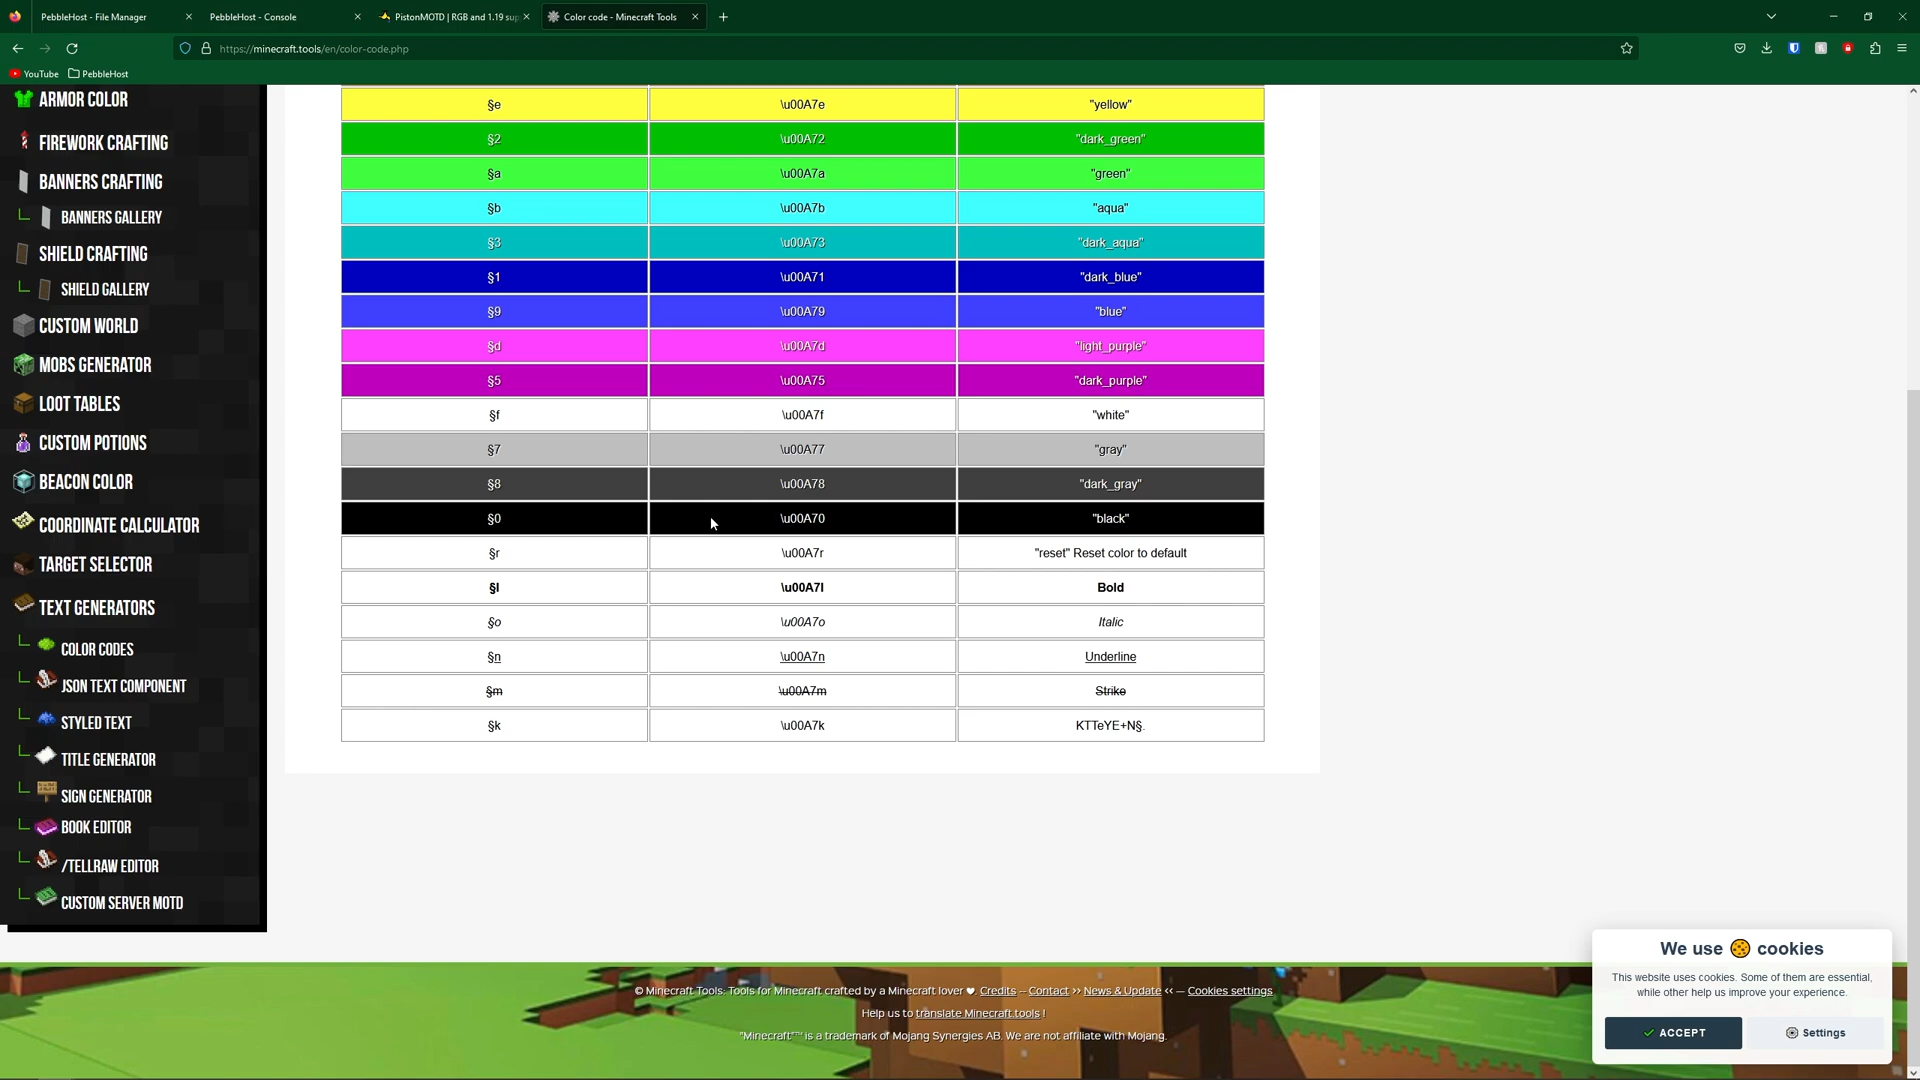 PebbleHost - File Manager
PebbleHost - Console
PistonMOTD | RGB and 1.19 sup
Color code - Minecraft Tools
https://minecraft.tools/en/color-code.php
YouTube
PebbleHost
ARMOR COLOR
FIREWORK CRAFTING
BANNERS CRAFTING
BANNERS GALLERY
SHIELD CRAFTING
SHIELD GALLERY
CUSTOM WORLD
MOBS GENERATOR
LOOT TABLES
CUSTOM POTIONS
BEACON COLOR
COORDINATE CALCULATOR
TARGET SELECTOR
TEXT GENERATORS
COLOR CODES
JSON TEXT COMPONENT
STYLED TEXT
TITLE GENERATOR
SIGN GENERATOR
BOOK EDITOR
/TELLRAW EDITOR
CUSTOM SERVER MOTD
§e \u00A7e "yellow"
§2 \u00A72 "dark_green"
§a \u00A7a "green"
§b \u00A7b "aqua"
§3 \u00A73 "dark_aqua"
§1 \u00A71 "dark_blue"
§9 \u00A79 "blue"
§d \u00A7d "light_purple"
§5 \u00A75 "dark_purple"
§f \u00A7f "white"
§7 \u00A77 "gray"
§8 \u00A78 "dark_gray"
§0 \u00A70 "black"
§r \u00A7r "reset" Reset color to default
§l \u00A7l Bold
§o \u00A7o Italic
§n \u00A7n Underline
§m \u00A7m Strike
§k \u00A7k KTTeYE+N§.
© Minecraft Tools: Tools for Minecraft crafted by a Minecraft lover ♥. Credits – Contact >> News & Update << – Cookies settings
Help us to translate Minecraft.tools !
"Minecraft"™ is a trademark of Mojang Synergies AB. We are not affiliate with Mojang.
We use 🍪 cookies
This website uses cookies. Some of them are essential,
while other help us improve your experience.
ACCEPT
Settings